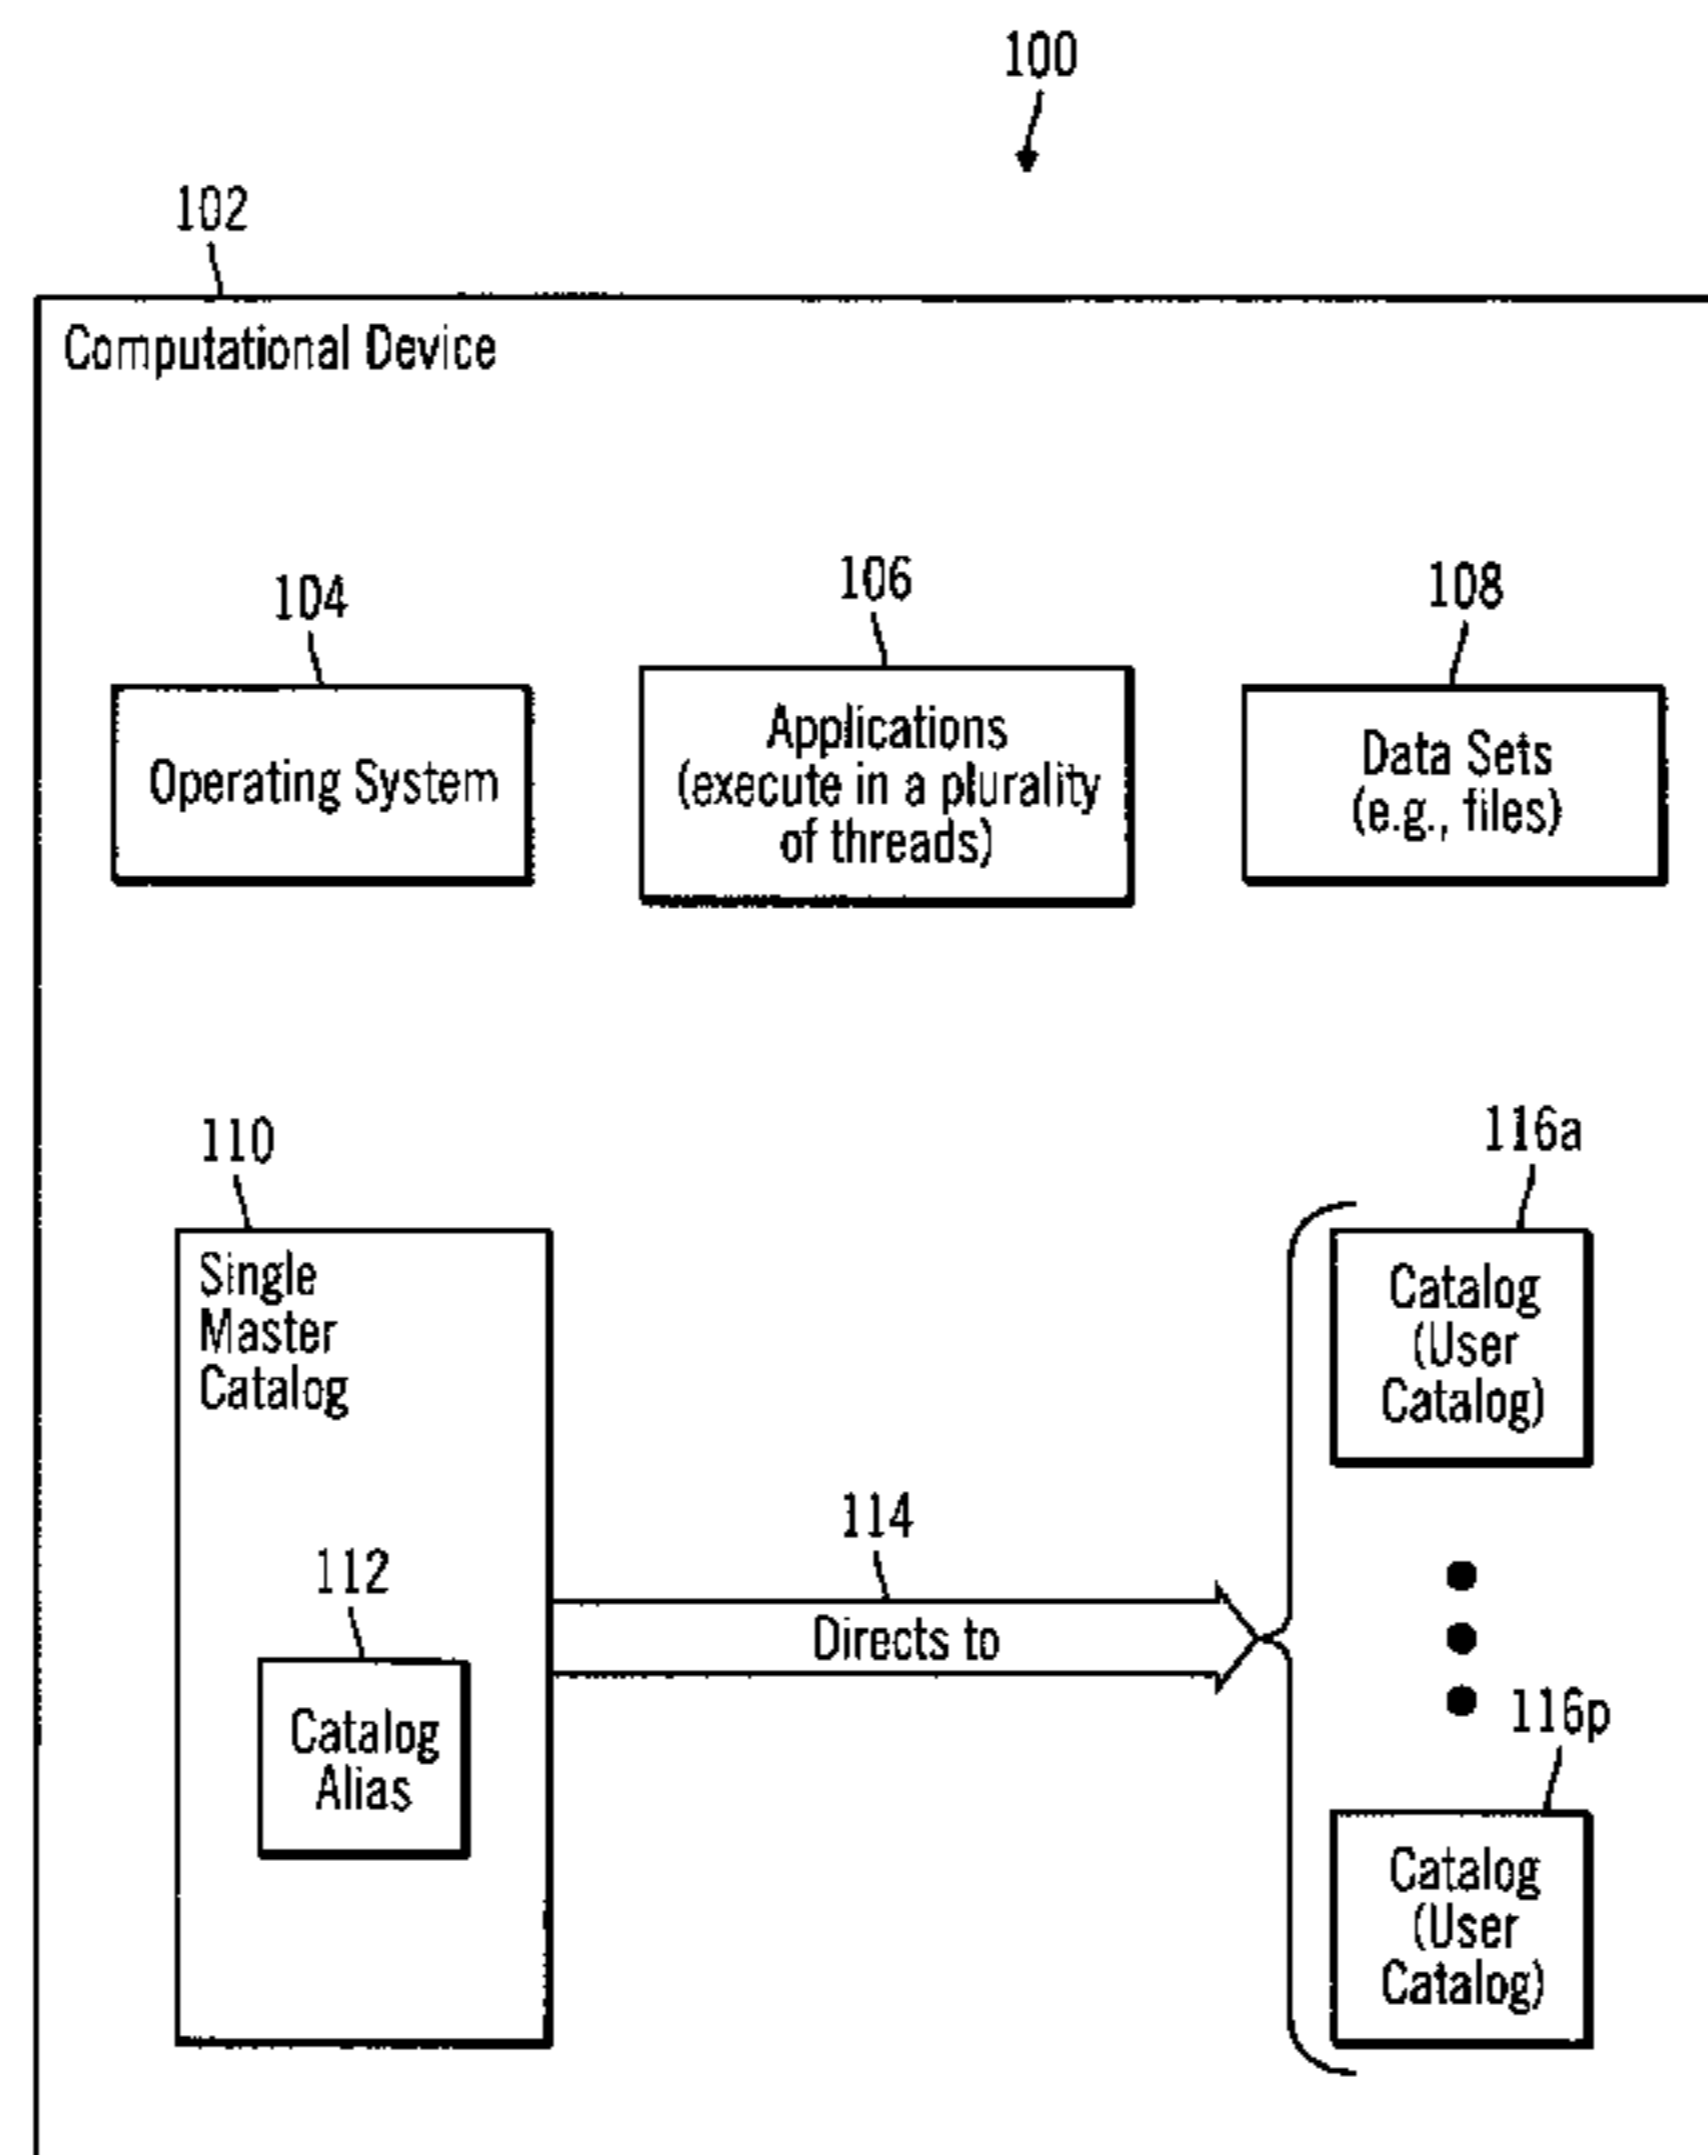 100
102
Computational Device
104
106
108
Operating System
Applications
(execute in a plurality
of threads)
Data Sets
(e.g., files)
110
116a
Single
Master
Catalog
Catalog
(User
Catalog)
114
Directs to
112
Catalog
Alias
116p
Catalog
(User
Catalog)